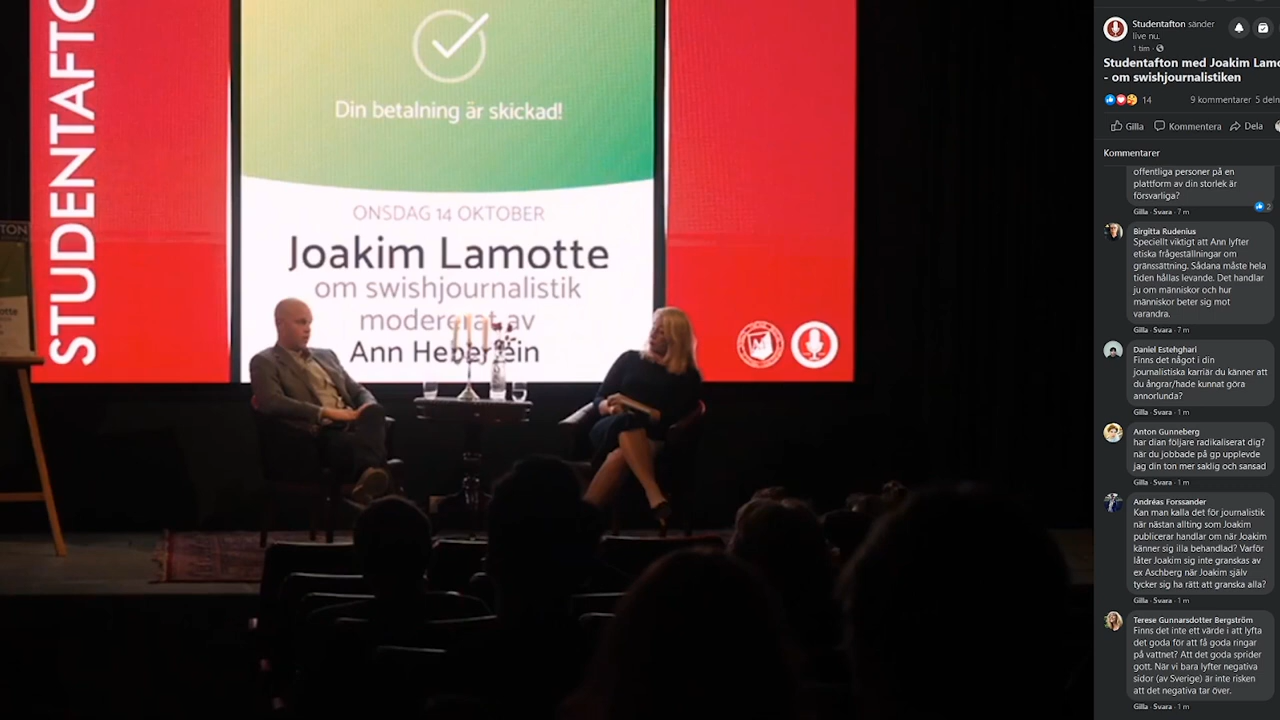 STUDENTAFTO
Din betalning är skickad!
ONSDAG 14 OKTOBER
Joakim Lamotte
om swishjournalistik
modererat av
Ann Heberlein
Studentafton sänder
live nu.
1 tim
Studentafton med Joakim Lamo
- om swishjournalistiken
14
9 kommentarer 5 deln
Gilla Kommentera Dela
Kommentarer
offentliga personer på en
plattform av din storlek är
försvarliga?
Gilla · Svara · 7 m
2
Birgitta Rudenius
Speciellt viktigt att Ann lyfter
etiska frågeställningar om
gränssättning. Sådana måste hela
tiden hållas levande. Det handlar
ju om människor och hur
människor beter sig mot
varandra.
Gilla · Svara · 7 m
Daniel Estehghari
Finns det något i din
journalistiska karriär du känner att
du ångrar/hade kunnat göra
annorlunda?
Gilla · Svara · 1 m
Anton Gunneberg
har dian följare radikaliserat dig?
när du jobbade på gp upplevde
jag din ton mer saklig och sansad
Gilla · Svara · 1 m
Andréas Forssander
Kan man kalla det för journalistik
när nästan allting som Joakim
publicerar handlar om när Joakim
känner sig illa behandlad? Varför
låter Joakim sig inte granskas av
ex Aschberg när Joakim själv
tycker sig ha rätt att granska alla?
Gilla · Svara · 1 m
Terese Gunnarsdotter Bergström
Finns det inte ett värde i att lyfta
det goda för att få goda ringar
på vattnet? Att det goda sprider
gott. När vi bara lyfter negativa
sidor (av Sverige) är inte risken
att det negativa tar över.
Gilla · Svara · 1 m